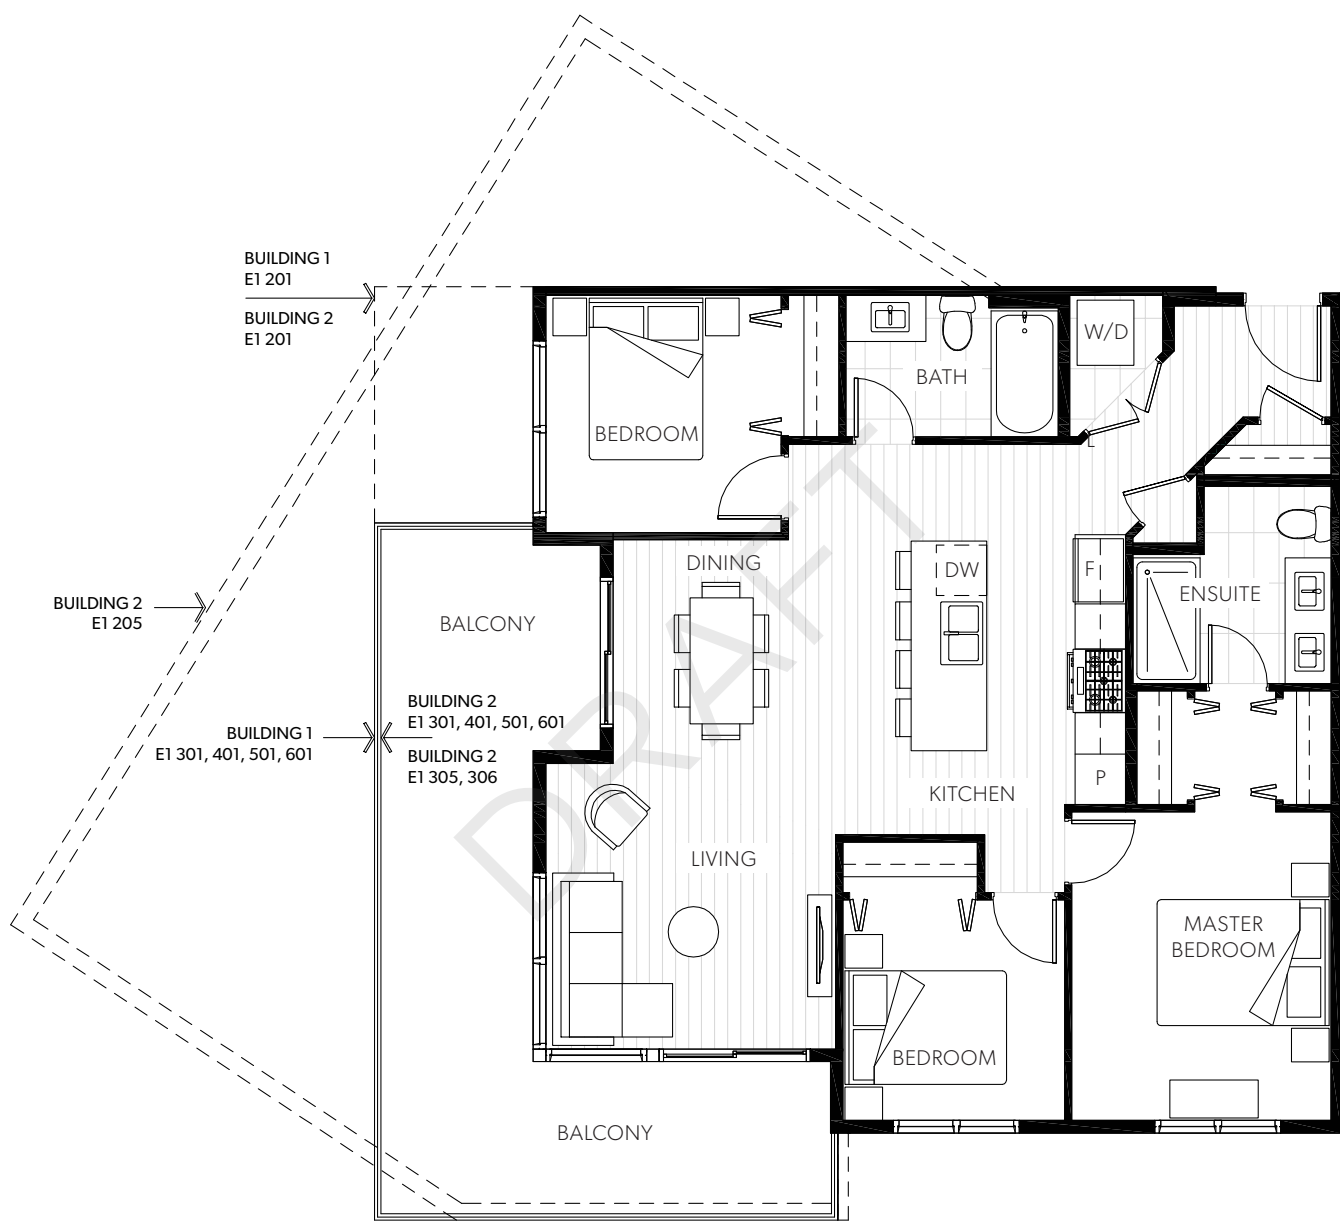 BUILDING 1
E1 201
BUILDING 2
E1 201
W/D
BATH
BEDROOM
L
DINING
DW
F
ENSUITE
BUILDING 2
E1 205
BALCONY
BUILDING 2
E1 301, 401, 501, 601
BUILDING 1
E1 301, 401, 501, 601
BUILDING 2
E1 305, 306
P
KITCHEN
LIVING
MASTER
BEDROOM
BEDROOM
BALCONY
DRAFT